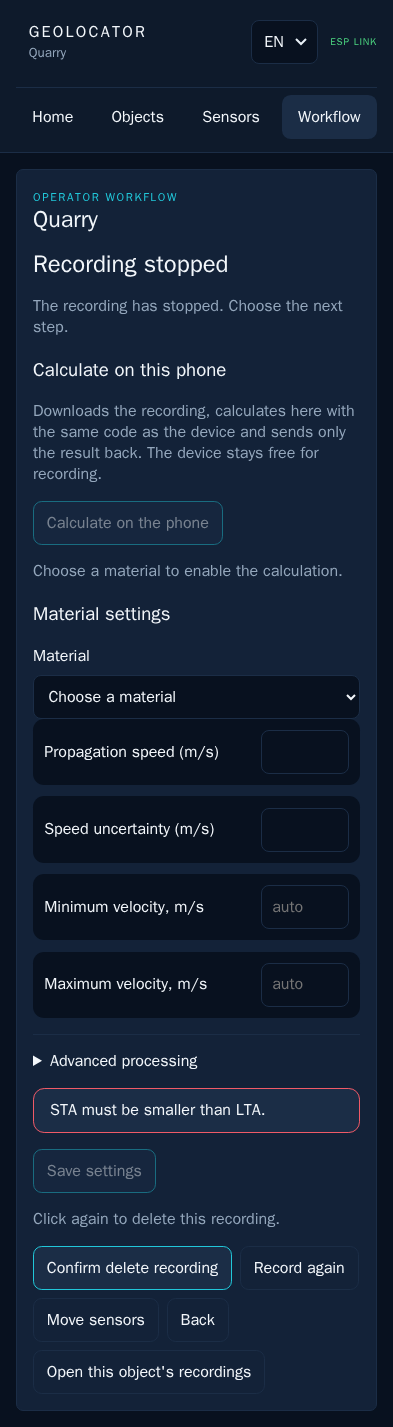 GEOLOCATOR
Quarry
EN
ESP LINK
Home
Objects
Sensors
Workflow
OPERATOR WORKFLOW
Quarry
Recording stopped
The recording has stopped. Choose the next
step.
Calculate on this phone
Downloads the recording, calculates here with
the same code as the device and sends only
the result back. The device stays free for
recording.
Calculate on the phone
Choose a material to enable the calculation.
Material settings
Material
Choose a material
Propagation speed (m/s)
Speed uncertainty (m/s)
Minimum velocity, m/s
auto
Maximum velocity, m/s
auto
Advanced processing
STA must be smaller than LTA.
Save settings
Click again to delete this recording.
Confirm delete recording
Record again
Move sensors
Back
Open this object's recordings